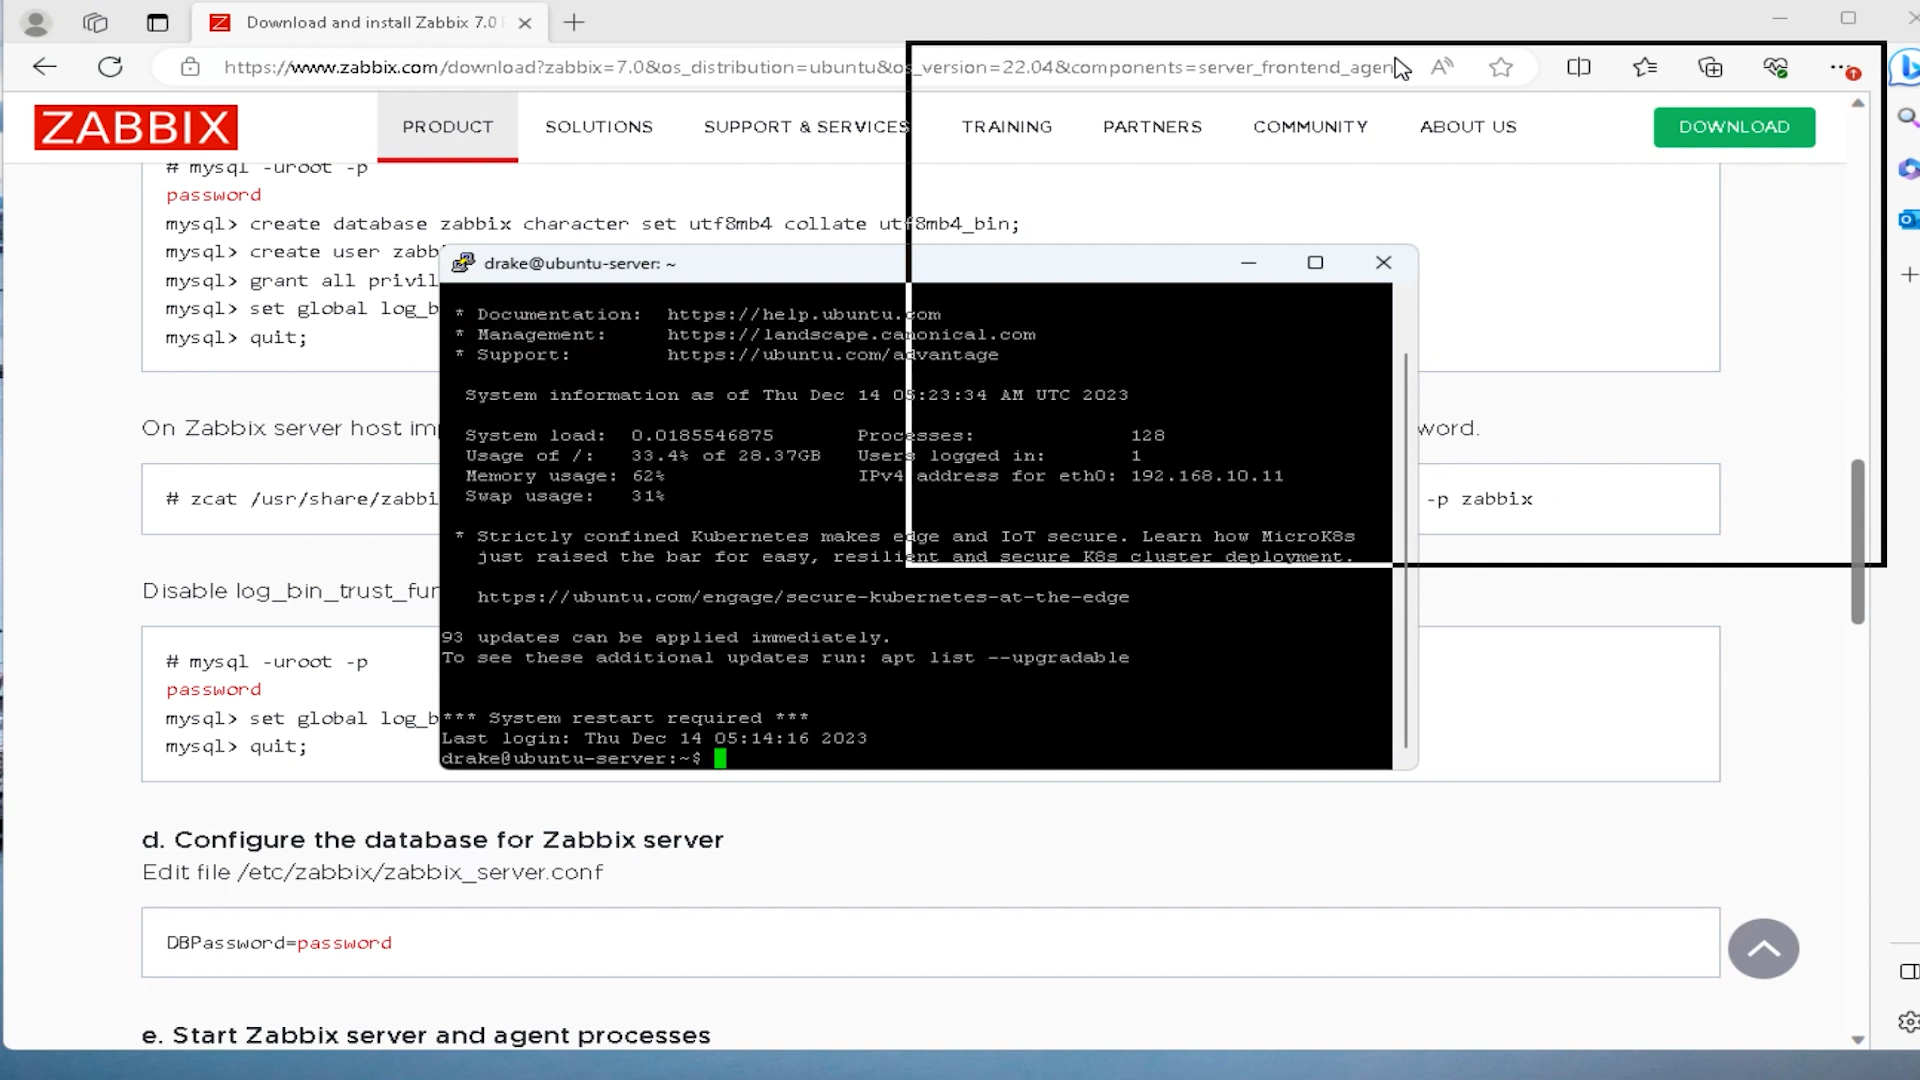 Download and install Zabbix 7.0
https://www.zabbix.com/download?zabbix=7.0&os_distribution=ubuntu&os_version=22.04&components=server_frontend_agen
ZABBIX
PRODUCT
SOLUTIONS
SUPPORT & SERVICES
TRAINING
PARTNERS
COMMUNITY
ABOUT US
DOWNLOAD
# mysql -uroot -p
password
mysql> create database zabbix character set utf8mb4 collate utf8mb4_bin;
mysql> create user zabb
mysql> grant all privil
mysql> set global log_b
mysql> quit;
drake@ubuntu-server: ~
* Documentation: https://help.ubuntu.com
* Management: https://landscape.canonical.com
* Support: https://ubuntu.com/advantage
System information as of Thu Dec 14 05:23:34 AM UTC 2023
System load: 0.0185546875 Processes: 128
Usage of /: 33.4% of 28.37GB Users logged in: 1
Memory usage: 62% IPv4 address for eth0: 192.168.10.11
Swap usage: 31%
* Strictly confined Kubernetes makes edge and IoT secure. Learn how MicroK8s
just raised the bar for easy, resilient and secure K8s cluster deployment.
https://ubuntu.com/engage/secure-kubernetes-at-the-edge
93 updates can be applied immediately.
To see these additional updates run: apt list --upgradable
*** System restart required ***
Last login: Thu Dec 14 05:14:16 2023
drake@ubuntu-server:~$
On Zabbix server host imp
word.
# zcat /usr/share/zabbi
-p zabbix
Disable log_bin_trust_fun
# mysql -uroot -p
password
mysql> set global log_b
mysql> quit;
d. Configure the database for Zabbix server
Edit file /etc/zabbix/zabbix_server.conf
DBPassword=password
e. Start Zabbix server and agent processes